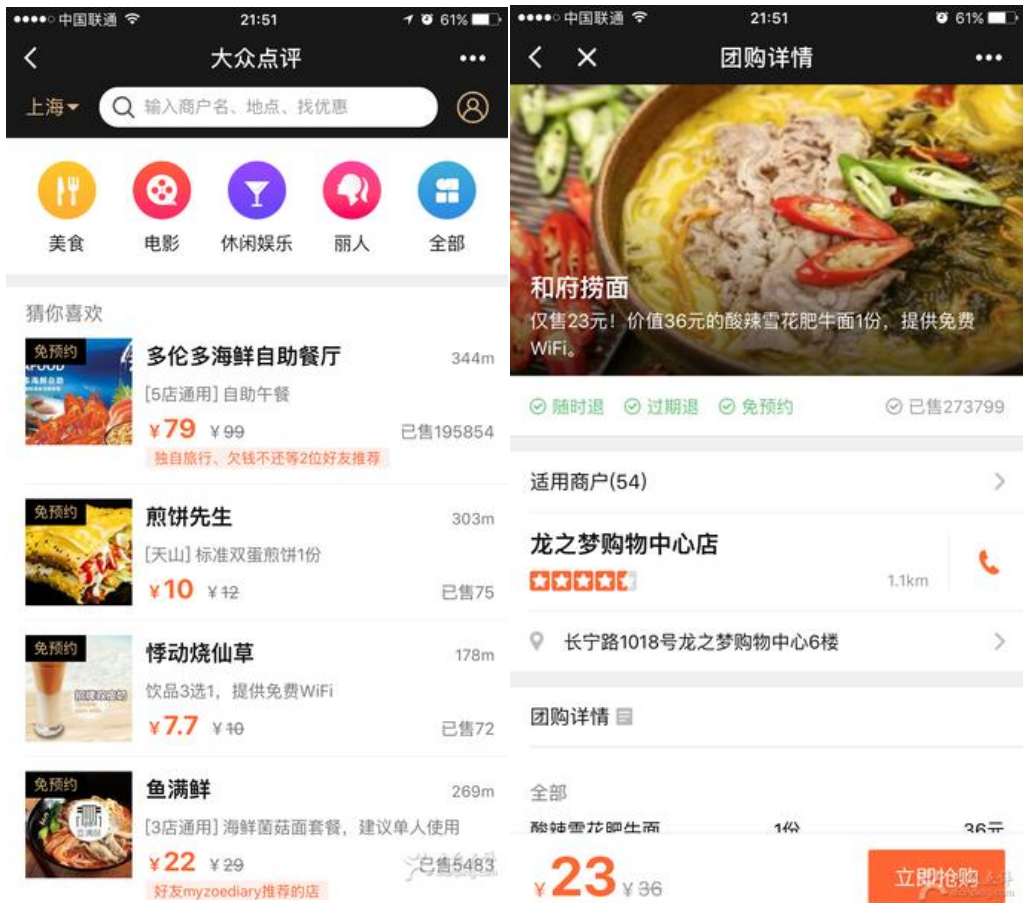 中国联通
21:51
61%
大众点评
上海
输入商户名、地点、找优惠
美食
电影
休闲娱乐
丽人
全部
猜你喜欢
免预约
多伦多海鲜自助餐厅
344m
[5店通用] 自助午餐
¥79 ¥99
已售195854
独自旅行、欠钱不还等2位好友推荐
免预约
煎饼先生
303m
[天山] 标准双蛋煎饼1份
¥10 ¥12
已售75
免预约
悸动烧仙草
178m
饮品3选1，提供免费WiFi
¥7.7 ¥10
已售72
免预约
鱼满鲜
269m
[3店通用] 海鲜菌菇面套餐，建议单人使用
¥22 ¥29
已售5483
好友myzoediary推荐的店
中国联通
21:51
61%
团购详情
和府捞面
仅售23元！价值36元的酸辣雪花肥牛面1份，提供免费
WiFi。
随时退
过期退
免预约
已售273799
适用商户(54)
龙之梦购物中心店
1.1km
长宁路1018号龙之梦购物中心6楼
团购详情
全部
酸辣雪花肥牛面
1份
36元
¥23 ¥36
立即抢购